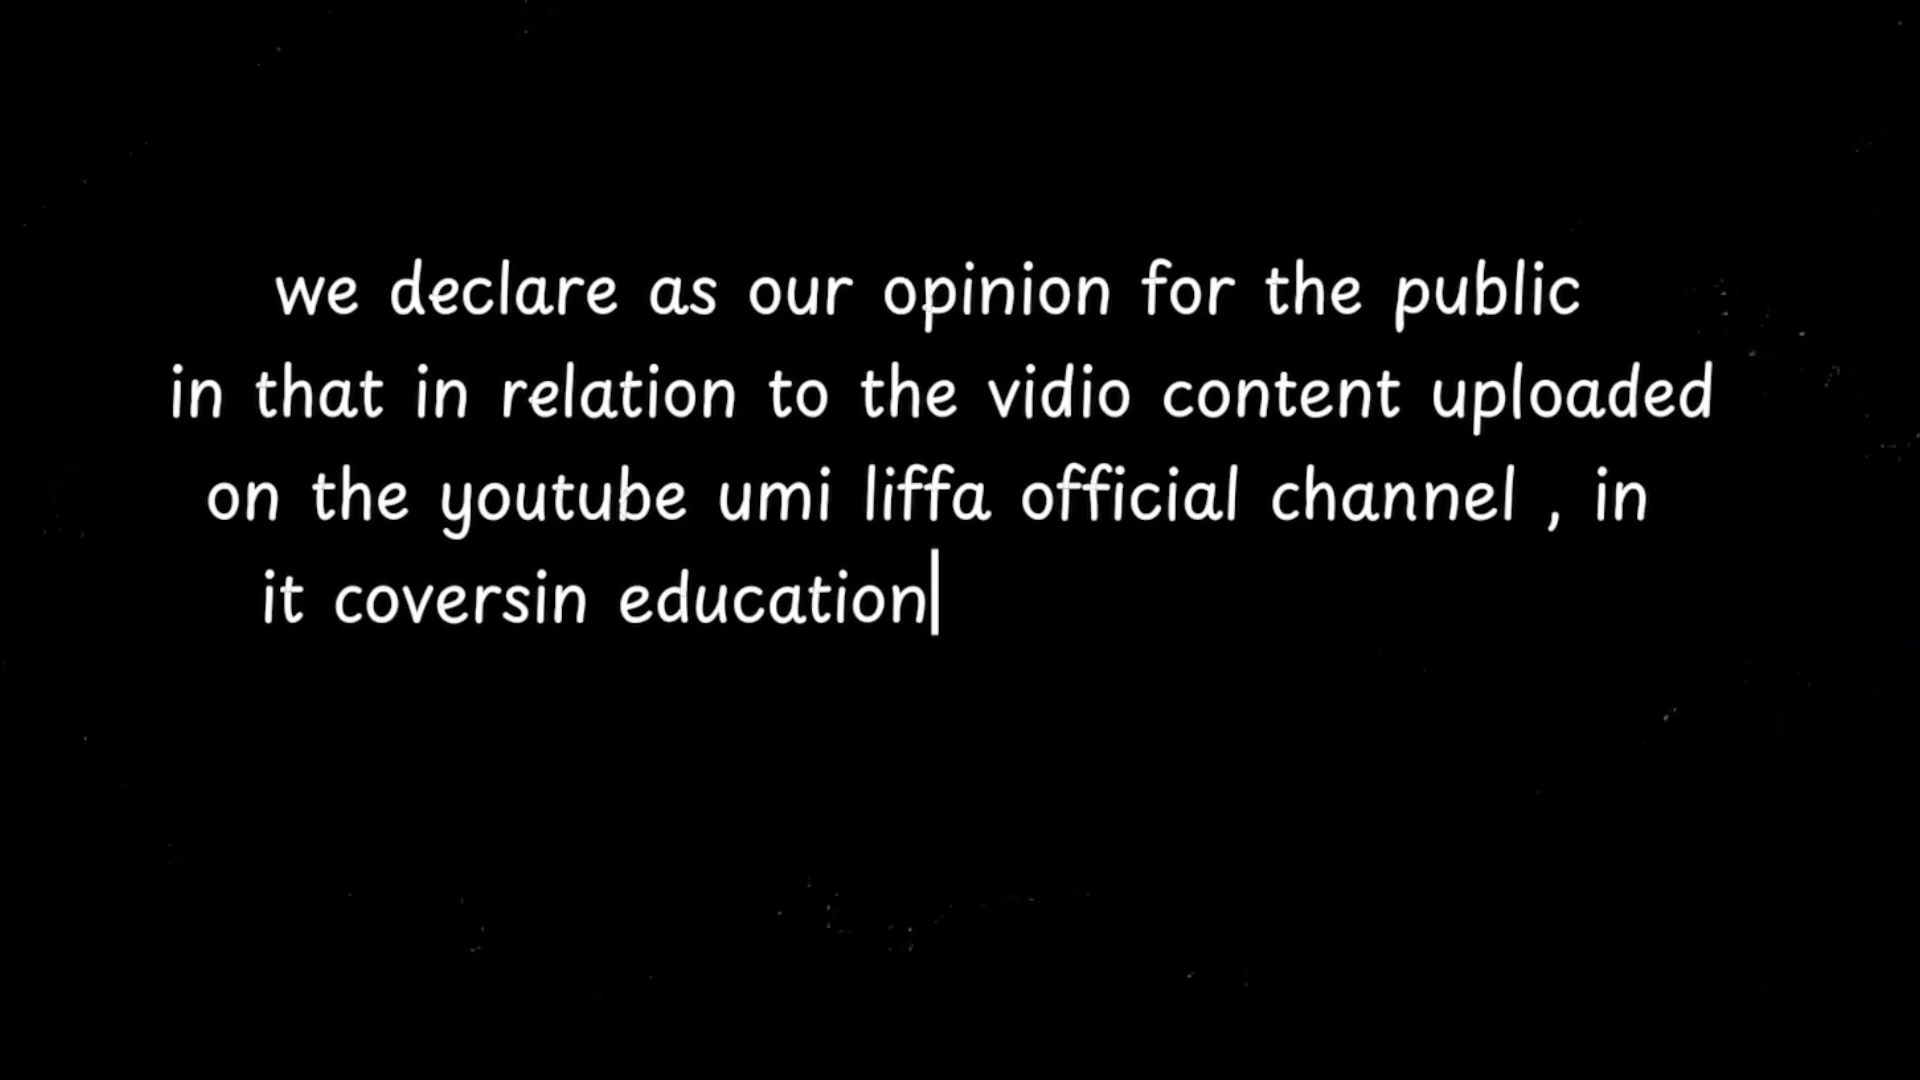 we declare as our opinion for the public
in that in relation to the vidio content uploaded
on the youtube umi liffa official channel , in
it coversin education